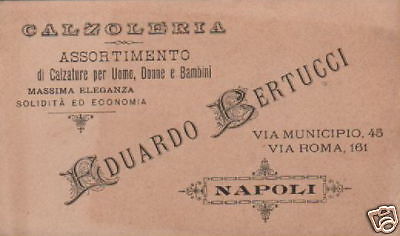 CALZOLERIA
ASSORTIMENTO
di Calzature per Uomo, Donne e Bambini
MASSIMA ELEGANZA
SOLIDITÀ ED ECONOMIA
EDUARDO BERTUCCI
VIA MUNICIPIO, 45
VIA ROMA, 161
NAPOLI